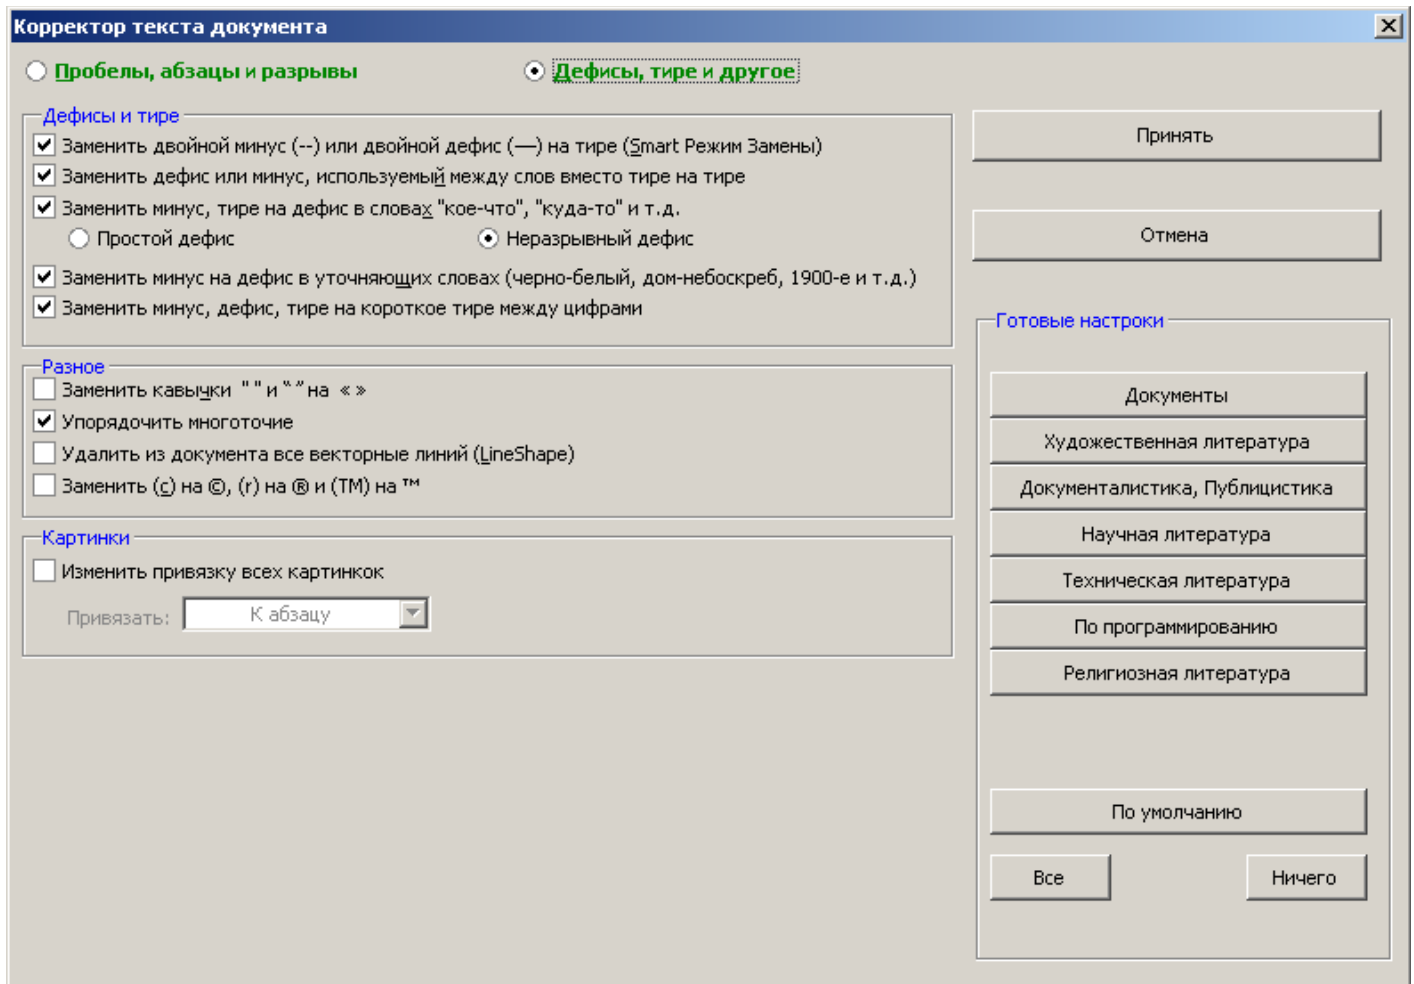 Корректор текста документа
Пробелы, абзацы и разрывы
Дефисы, тире и другое
Дефисы и тире
Заменить двойной минус (--) или двойной дефис (—) на тире (Smart Режим Замены)
Заменить дефис или минус, используемый между слов вместо тире на тире
Заменить минус, тире на дефис в словах "кое-что", "куда-то" и т.д.
Простой дефис
Неразрывный дефис
Заменить минус на дефис в уточняющих словах (черно-белый, дом-небоскреб, 1900-е и т.д.)
Заменить минус, дефис, тире на короткое тире между цифрами
Разное
Заменить кавычки " " и “ ” на « »
Упорядочить многоточие
Удалить из документа все векторные линий (LineShape)
Заменить (c) на ©, (r) на ® и (TM) на ™
Картинки
Изменить привязку всех картинкок
Привязать:
К абзацу
Принять
Отмена
Готовые настроки
Документы
Художественная литература
Документалистика, Публицистика
Научная литература
Техническая литература
По программированию
Религиозная литература
По умолчанию
Все
Ничего